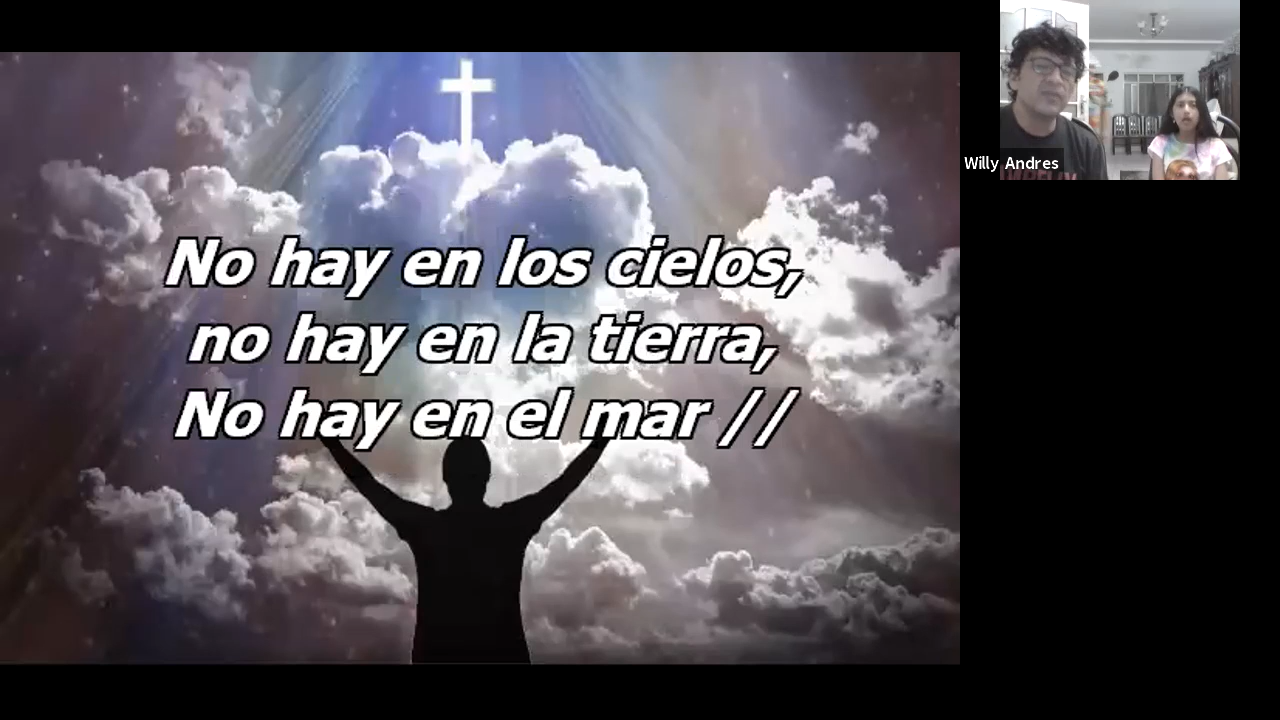 No hay en los cielos,
no hay en la tierra,
No hay en el mar //
Willy Andres